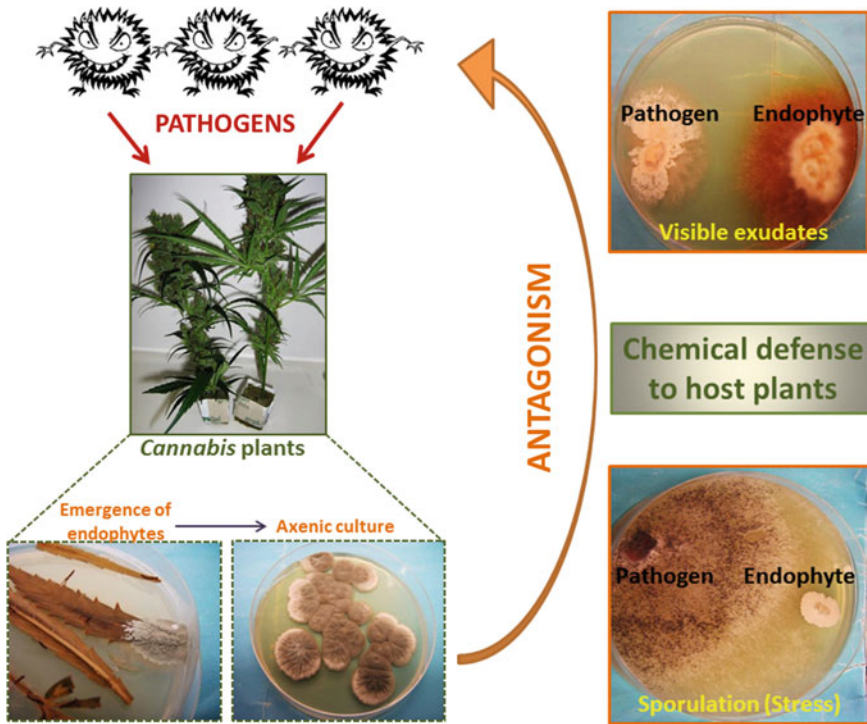 PATHOGENS
Cannabis plants
Emergence of
endophytes
Axenic culture
ANTAGONISM
Pathogen
Endophyte
Visible exudates
Chemical defense
to host plants
Pathogen
Endophyte
Sporulation (Stress)